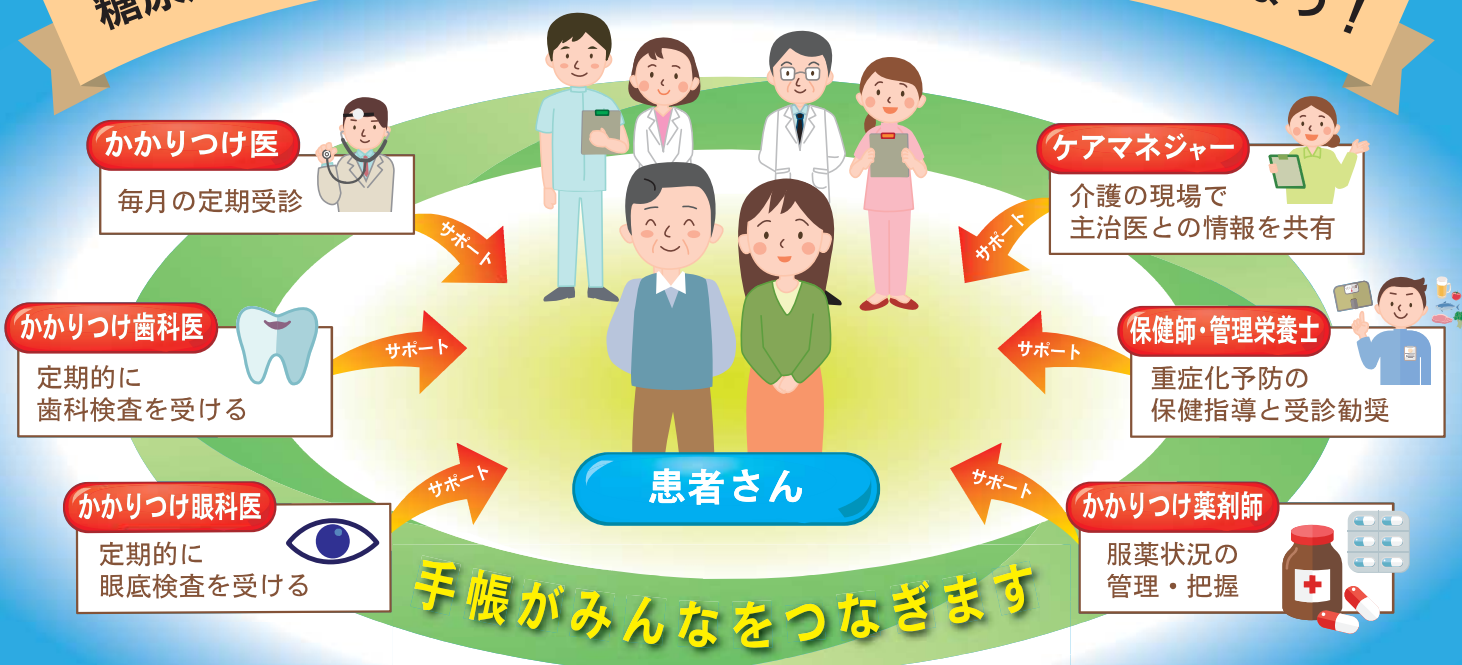 かかりつけ医
毎月の定期受診
サポート
かかりつけ歯科医
定期的に
歯科検査を受ける
サポート
かかりつけ眼科医
定期的に
眼底検査を受ける
サポート
ケアマネジャー
介護の現場で
主治医との情報を共有
サポート
保健師・管理栄養士
重症化予防の
保健指導と受診勧奨
サポート
かかりつけ薬剤師
服薬状況の
管理・把握
サポート
患者さん
手帳がみんなをつなぎます